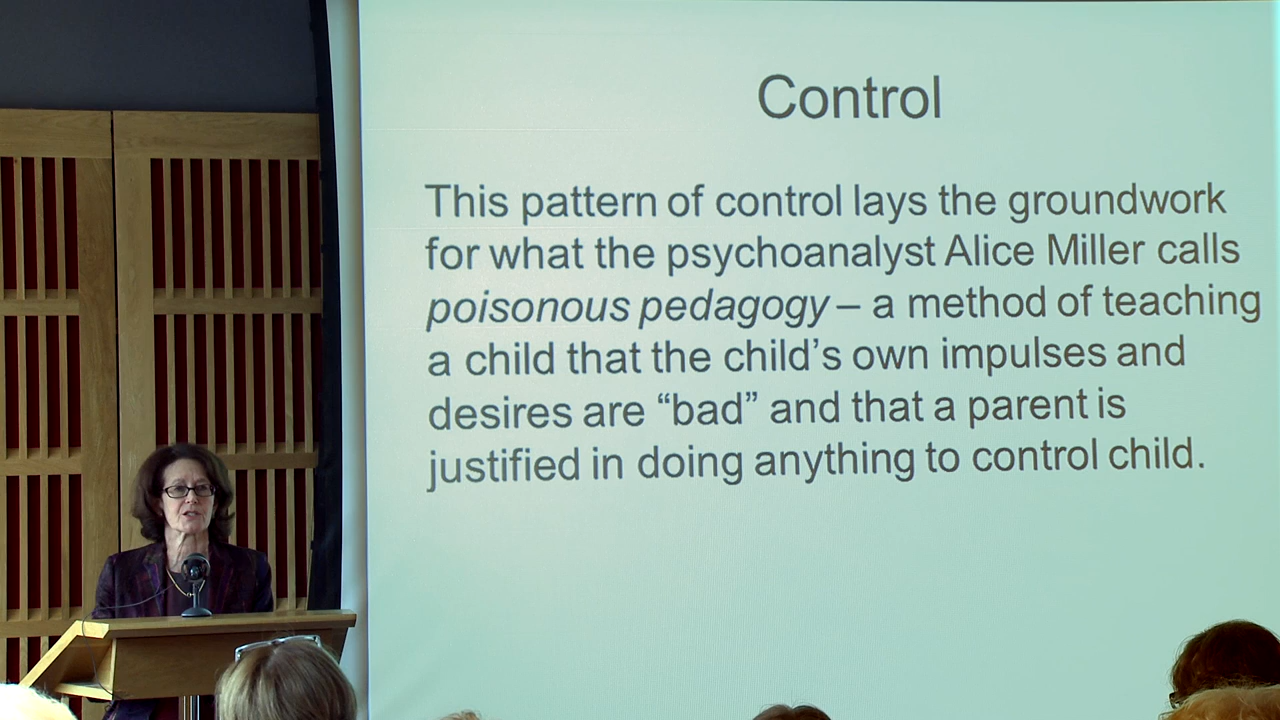 Control
This pattern of control lays the groundwork
for what the psychoanalyst Alice Miller calls
poisonous pedagogy – a method of teaching
a child that the child’s own impulses and
desires are “bad” and that a parent is
justified in doing anything to control child.